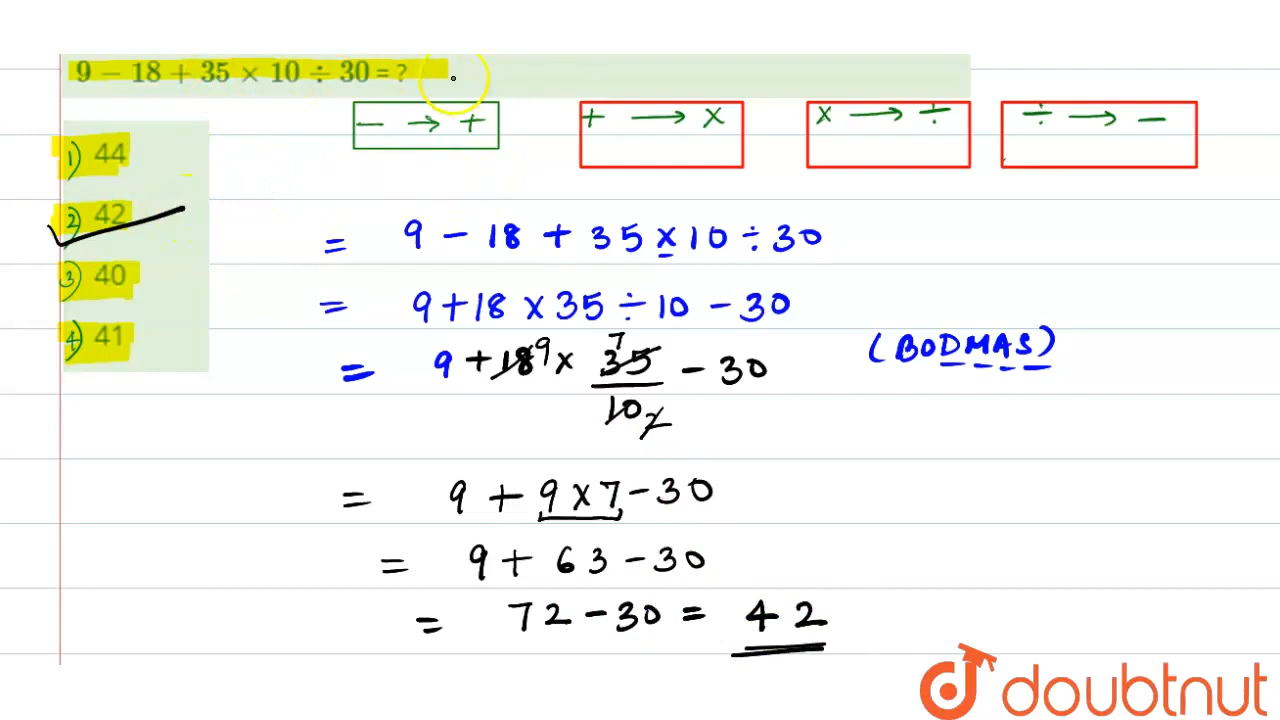 9 − 18 + 35 × 10 ÷ 30 = ?
− → +
+ → ×
× → ÷
÷ → −
1) 44
2) 42
3) 40
4) 41
= 9 − 18 + 35 × 10 ÷ 30
= 9 + 18 × 35 ÷ 10 − 30
(BODMAS)
= 9 + 18 9 × 35 7 / 10 2 − 30
= 9 + 9 × 7 − 30
= 9 + 63 − 30
= 72 − 30 = 42
doubtnut